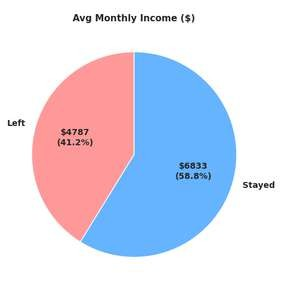 Avg Monthly Income ($)
Left
$4787
(41.2%)
$6833
(58.8%)
Stayed